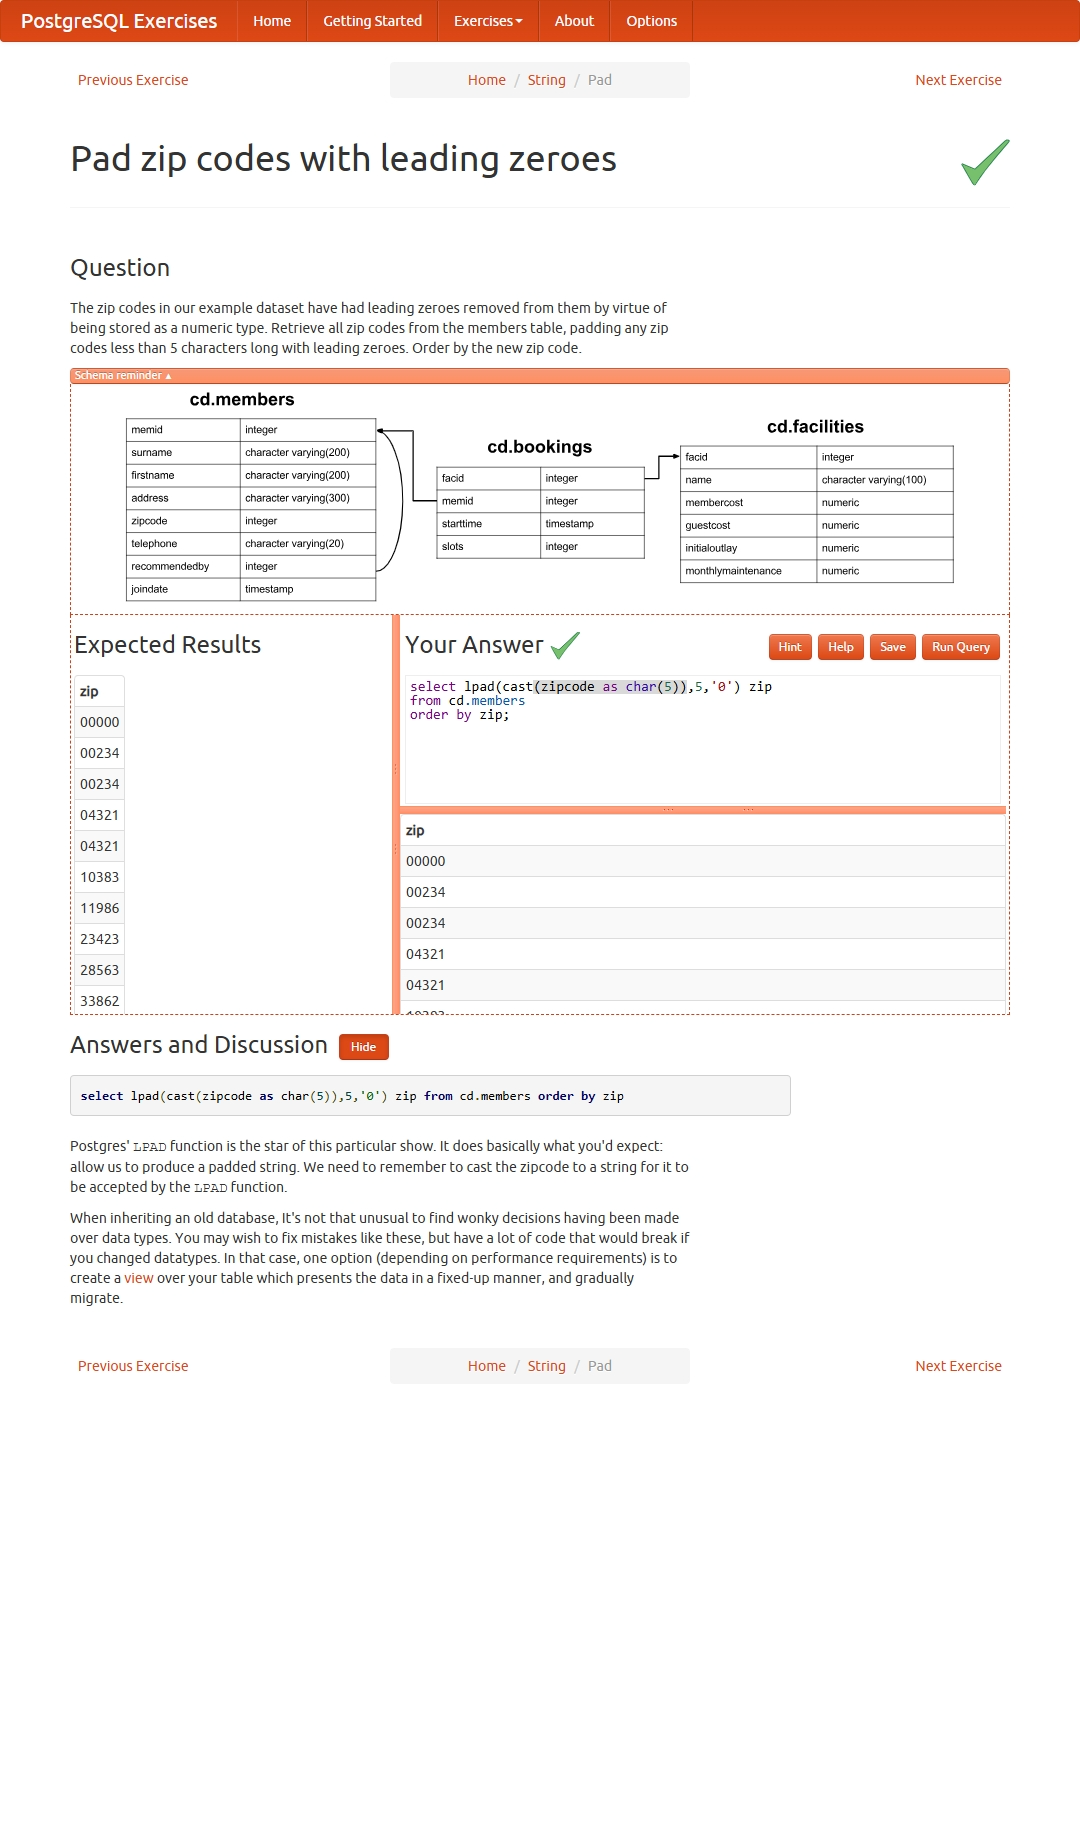 PostgreSQL Exercises Home Getting Started Exercises About Options
Previous Exercise Home / String / Pad Next Exercise
Pad zip codes with leading zeroes
Question
The zip codes in our example dataset have had leading zeroes removed from them by virtue of
being stored as a numeric type. Retrieve all zip codes from the members table, padding any zip
codes less than 5 characters long with leading zeroes. Order by the new zip code.
Schema reminder ▴
cd.members
memid integer
surname character varying(200)
firstname character varying(200)
address character varying(300)
zipcode integer
telephone character varying(20)
recommendedby integer
joindate timestamp
cd.bookings
facid integer
memid integer
starttime timestamp
slots integer
cd.facilities
facid integer
name character varying(100)
membercost numeric
guestcost numeric
initialoutlay numeric
monthlymaintenance numeric
Expected Results
zip
00000
00234
00234
04321
04321
10383
11986
23423
28563
33862
Your Answer
Hint Help Save Run Query
select lpad(cast(zipcode as char(5)),5,'0') zip
from cd.members
order by zip;
zip
00000
00234
00234
04321
04321
Answers and Discussion Hide
select lpad(cast(zipcode as char(5)),5,'0') zip from cd.members order by zip
Postgres' LPAD function is the star of this particular show. It does basically what you'd expect:
allow us to produce a padded string. We need to remember to cast the zipcode to a string for it to
be accepted by the LPAD function.
When inheriting an old database, It's not that unusual to find wonky decisions having been made
over data types. You may wish to fix mistakes like these, but have a lot of code that would break if
you changed datatypes. In that case, one option (depending on performance requirements) is to
create a view over your table which presents the data in a fixed-up manner, and gradually
migrate.
Previous Exercise Home / String / Pad Next Exercise